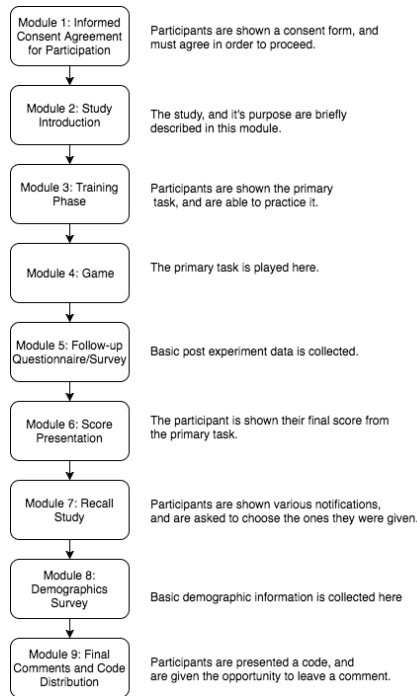 Module 1: Informed
Consent Agreement
for Participation
Participants are shown a consent form, and
must agree in order to proceed.
Module 2: Study
Introduction
The study, and it's purpose are briefly
described in this module.
Module 3: Training
Phase
Participants are shown the primary
task, and are able to practice it.
Module 4: Game
The primary task is played here.
Module 5: Follow-up
Questionnaire/Survey
Basic post experiment data is collected.
Module 6: Score
Presentation
The participant is shown their final score from
the primary task.
Module 7: Recall
Study
Participants are shown various notifications,
and are asked to choose the ones they were given.
Module 8:
Demographics
Survey
Basic demographic information is collected here
Module 9: Final
Comments and Code
Distribution
Participants are presented a code, and
are given the opportunity to leave a comment.